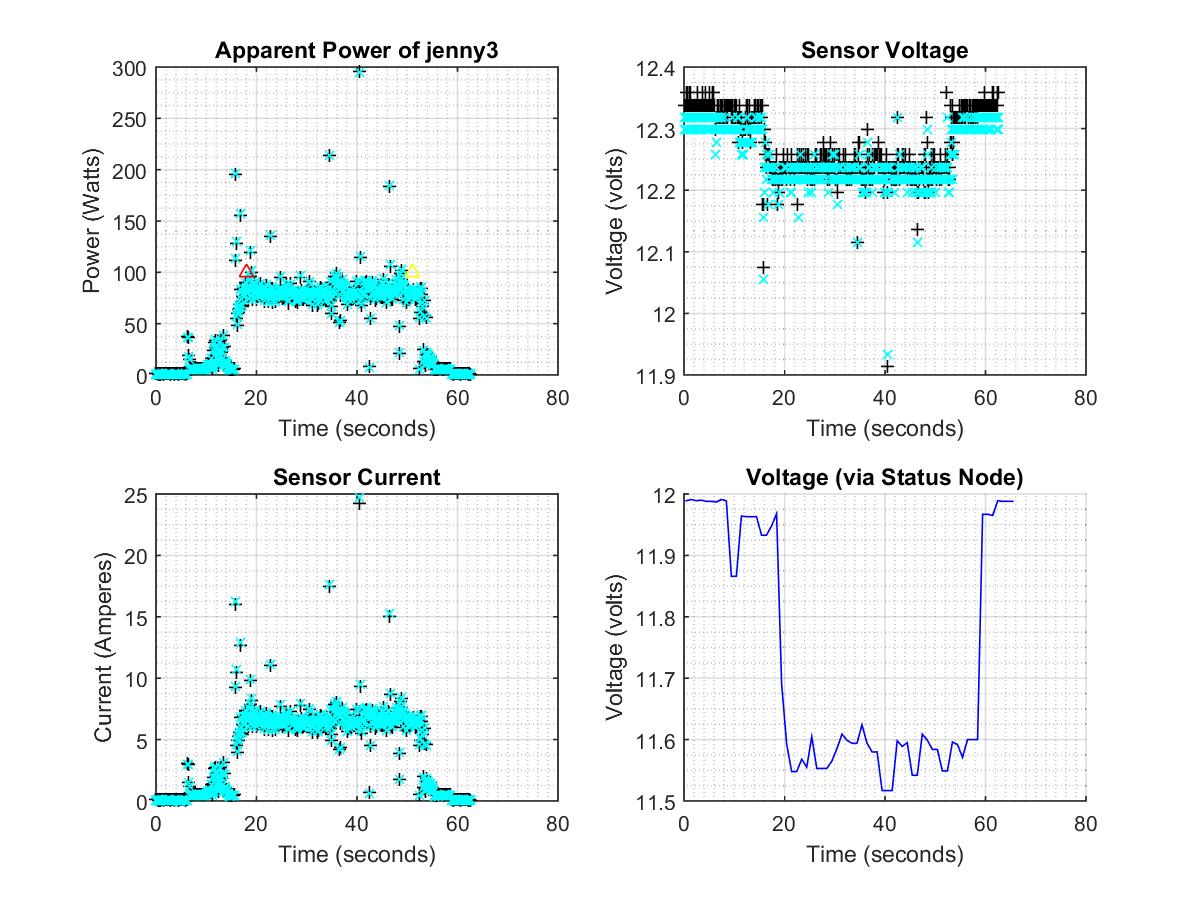 Apparent Power of jenny3
300
250
200
150
100
50
0
Power (Watts)
0 20 40 60 80
Time (seconds)
Sensor Voltage
12.4
12.3
12.2
12.1
12
11.9
Voltage (volts)
0 20 40 60 80
Time (seconds)
Sensor Current
25
20
15
10
5
0
Current (Amperes)
0 20 40 60 80
Time (seconds)
Voltage (via Status Node)
12
11.9
11.8
11.7
11.6
11.5
Voltage (volts)
0 20 40 60 80
Time (seconds)